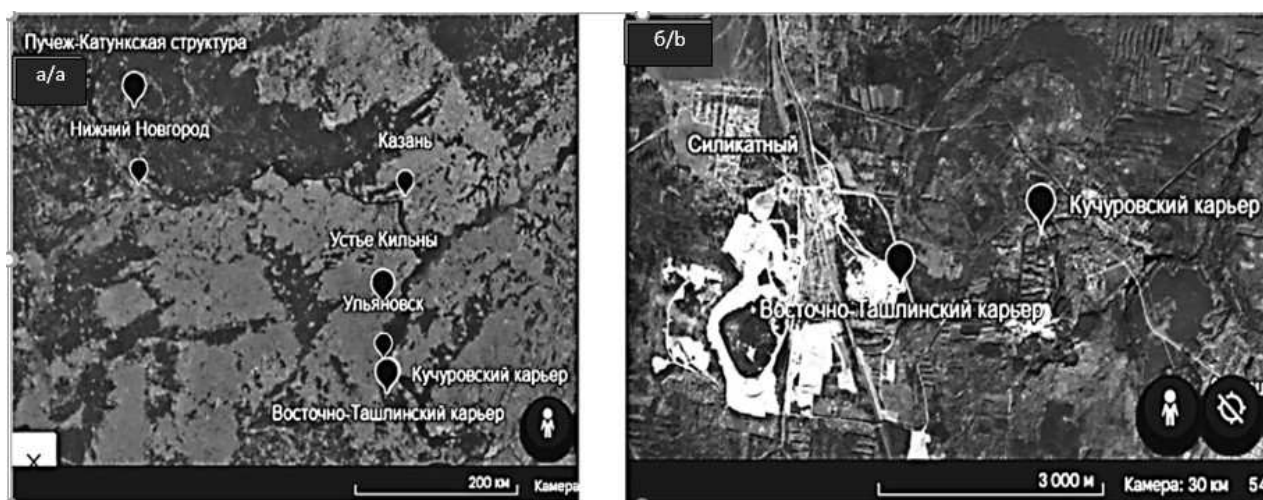 Пучеж-Катункская структура
а/а
Нижний Новгород
Казань
Устье Кильны
Ульяновск
Кучуровский карьер
Восточно-Ташлинский карьер
X
200 км
Камера
б/b
Силикатный
Кучуровский карьер
Восточно-Ташлинский карьер
3 000 м
Камера: 30 км
54